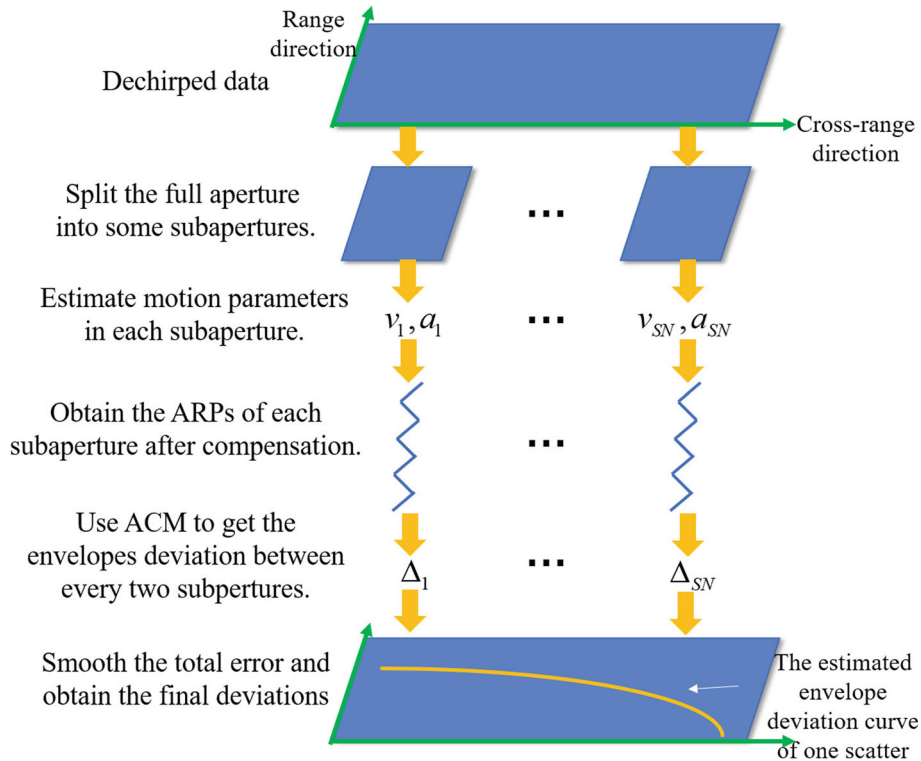 Range
direction
Dechirped data
Cross-range
direction
Split the full aperture
into some subapertures.
...
Estimate motion parameters
in each subaperture.
v₁, a₁
...
v_SN, a_SN
Obtain the ARPs of each
subaperture after compensation.
...
Use ACM to get the
envelopes deviation between
every two subpertures.
Δ₁
...
Δ_SN
Smooth the total error and
obtain the final deviations
The estimated
envelope
deviation curve
of one scatter